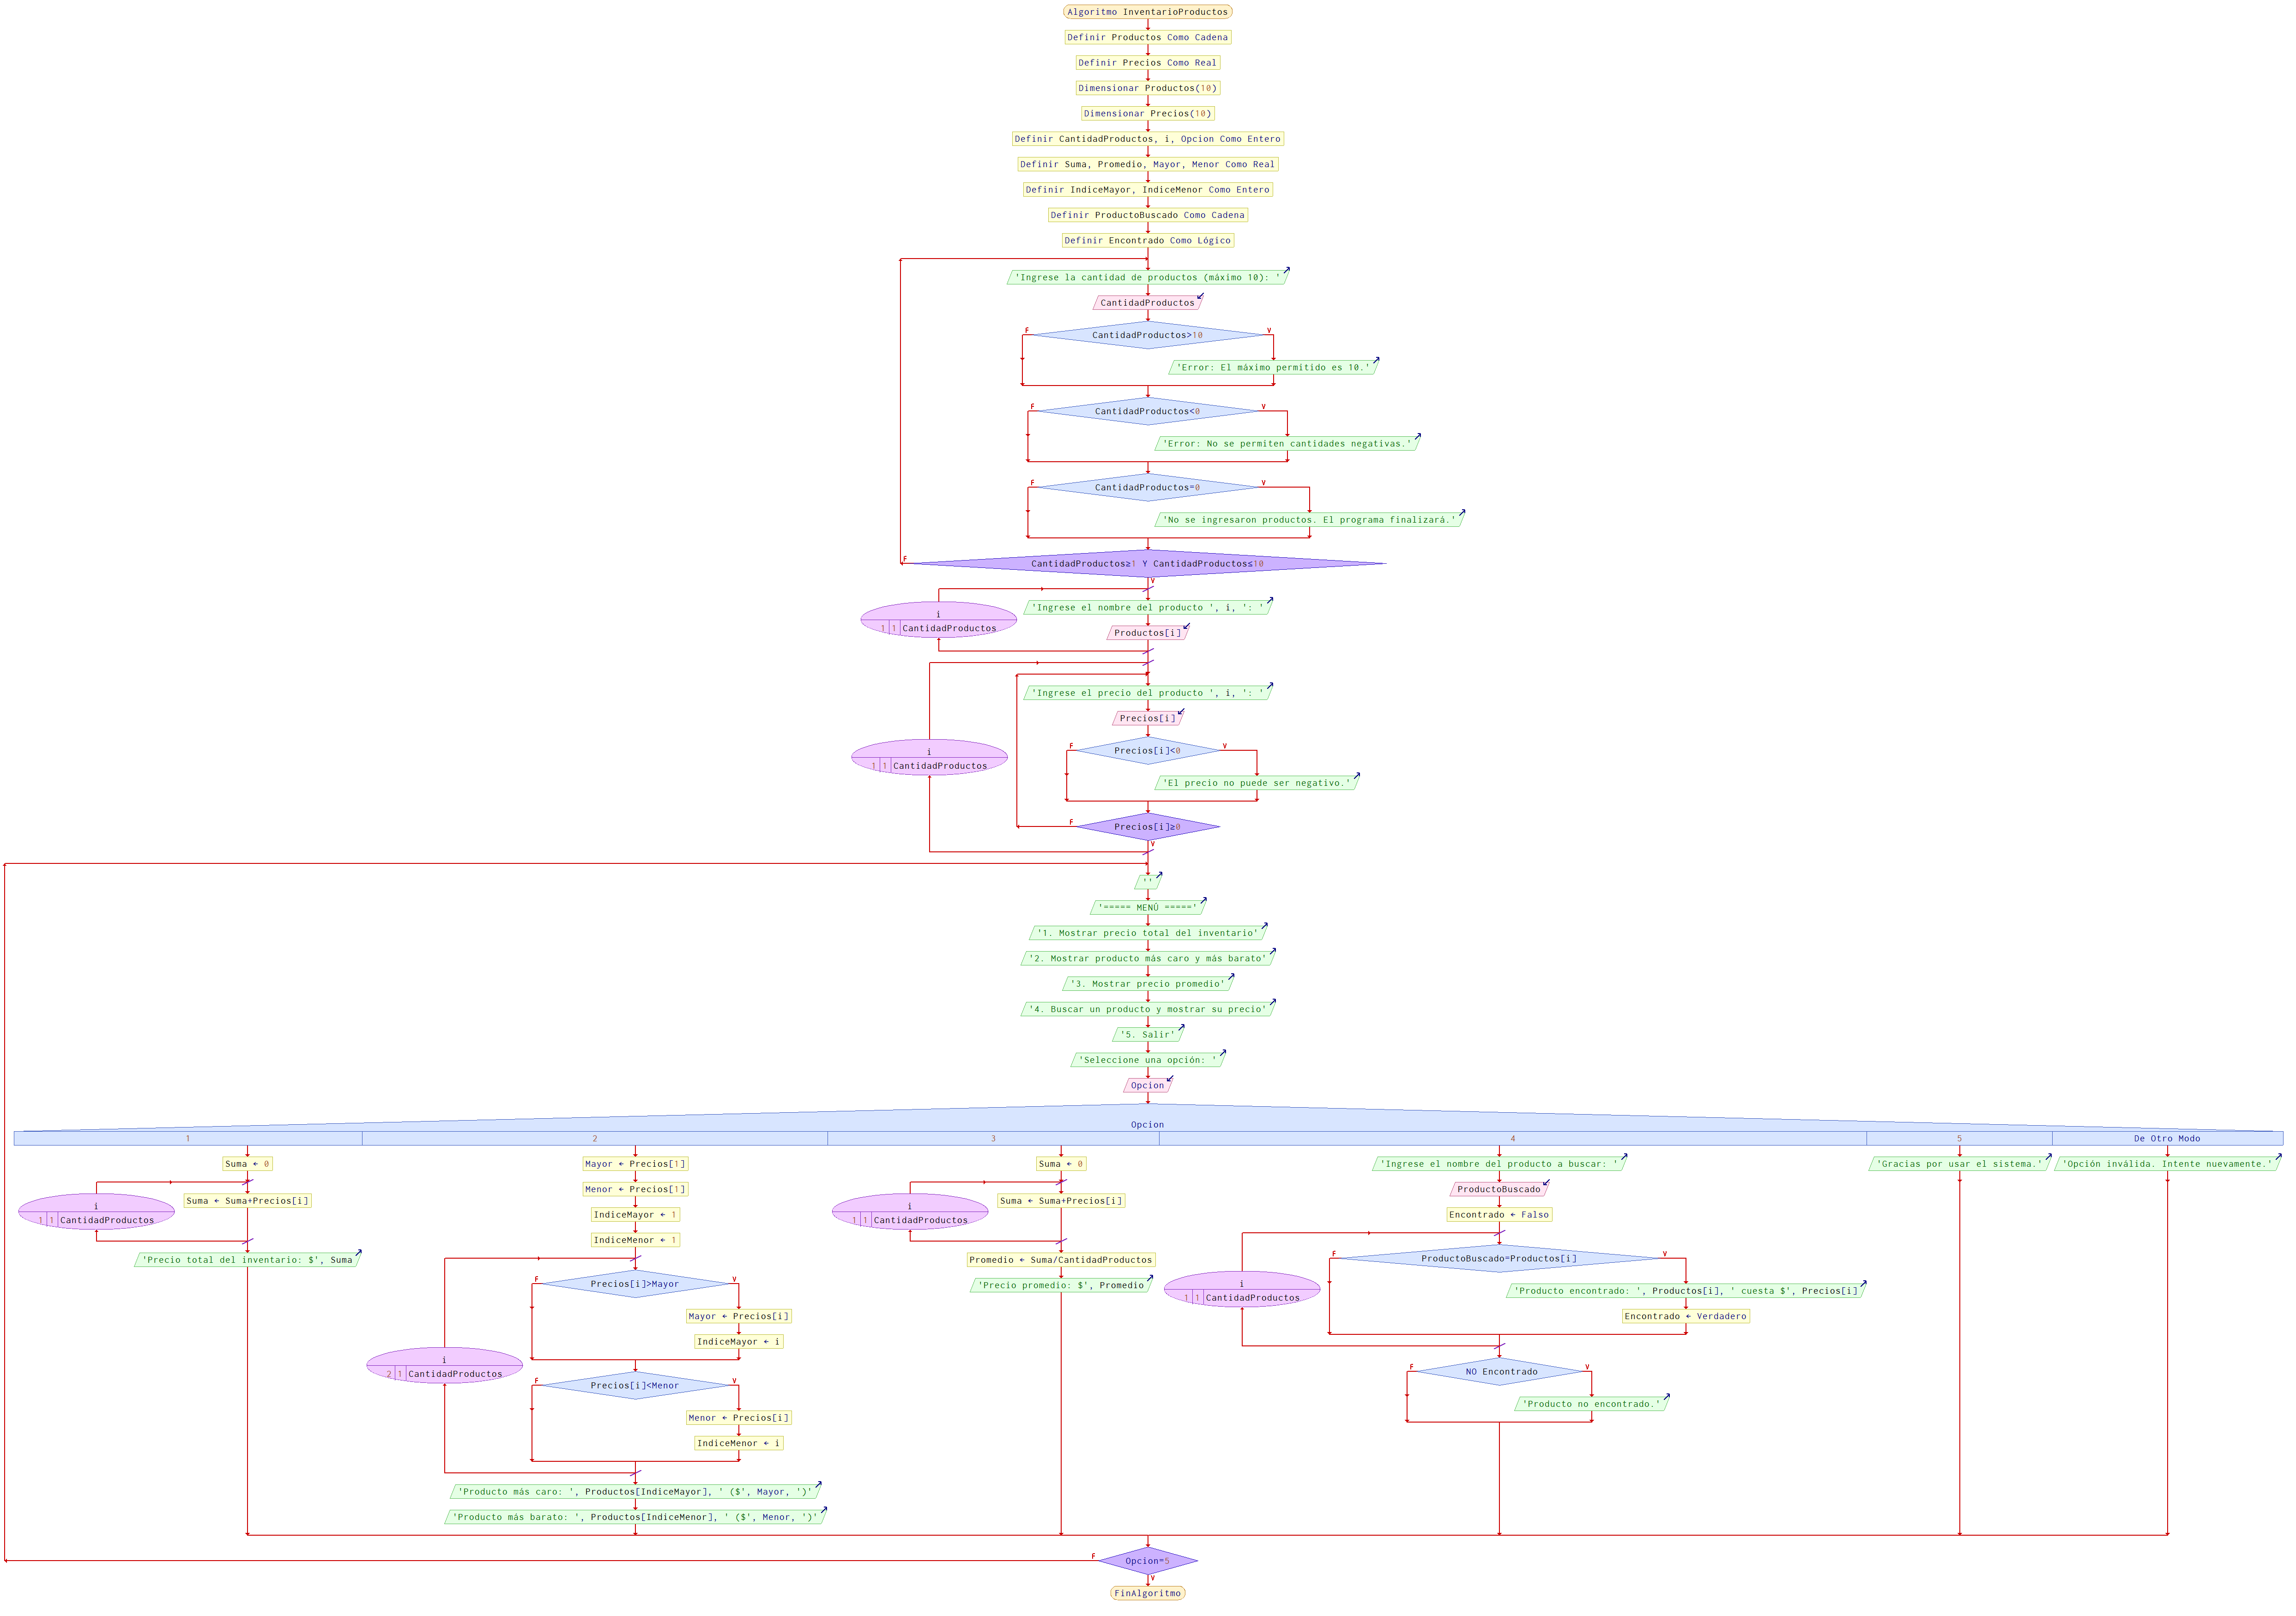 Algoritmo InventarioProductos
Definir Productos Como Cadena
Definir Precios Como Real
Dimensionar Productos(10)
Dimensionar Precios(10)
Definir CantidadProductos, i, Opcion Como Entero
Definir Suma, Promedio, Mayor, Menor Como Real
Definir IndiceMayor, IndiceMenor Como Entero
Definir ProductoBuscado Como Cadena
Definir Encontrado Como Lógico
'Ingrese la cantidad de productos (máximo 10): '
CantidadProductos
F
CantidadProductos>10
V
'Error: El máximo permitido es 10.'
F
CantidadProductos<0
V
'Error: No se permiten cantidades negativas.'
F
CantidadProductos=0
V
'No se ingresaron productos. El programa finalizará.'
F
CantidadProductos≥1 Y CantidadProductos≤10
V
'Ingrese el nombre del producto ', i, ': '
i
1 1 CantidadProductos
Productos[i]
'Ingrese el precio del producto ', i, ': '
Precios[i]
i
1 1 CantidadProductos
F
Precios[i]<0
V
'El precio no puede ser negativo.'
F
Precios[i]≥0
V
''
'===== MENÚ ====='
'1. Mostrar precio total del inventario'
'2. Mostrar producto más caro y más barato'
'3. Mostrar precio promedio'
'4. Buscar un producto y mostrar su precio'
'5. Salir'
'Seleccione una opción: '
Opcion
Opcion
1
2
3
4
5
De Otro Modo
Suma ← 0
i
1 1 CantidadProductos
Suma ← Suma+Precios[i]
'Precio total del inventario: $', Suma
Mayor ← Precios[1]
Menor ← Precios[1]
IndiceMayor ← 1
IndiceMenor ← 1
i
2 1 CantidadProductos
F
Precios[i]>Mayor
V
Mayor ← Precios[i]
IndiceMayor ← i
F
Precios[i]<Menor
V
Menor ← Precios[i]
IndiceMenor ← i
'Producto más caro: ', Productos[IndiceMayor], ' ($', Mayor, ')'
'Producto más barato: ', Productos[IndiceMenor], ' ($', Menor, ')'
Suma ← 0
i
1 1 CantidadProductos
Suma ← Suma+Precios[i]
Promedio ← Suma/CantidadProductos
'Precio promedio: $', Promedio
'Ingrese el nombre del producto a buscar: '
ProductoBuscado
Encontrado ← Falso
i
1 1 CantidadProductos
F
ProductoBuscado=Productos[i]
V
'Producto encontrado: ', Productos[i], ' cuesta $', Precios[i]
Encontrado ← Verdadero
F
NO Encontrado
V
'Producto no encontrado.'
'Gracias por usar el sistema.'
'Opción inválida. Intente nuevamente.'
F
Opcion=5
V
FinAlgoritmo